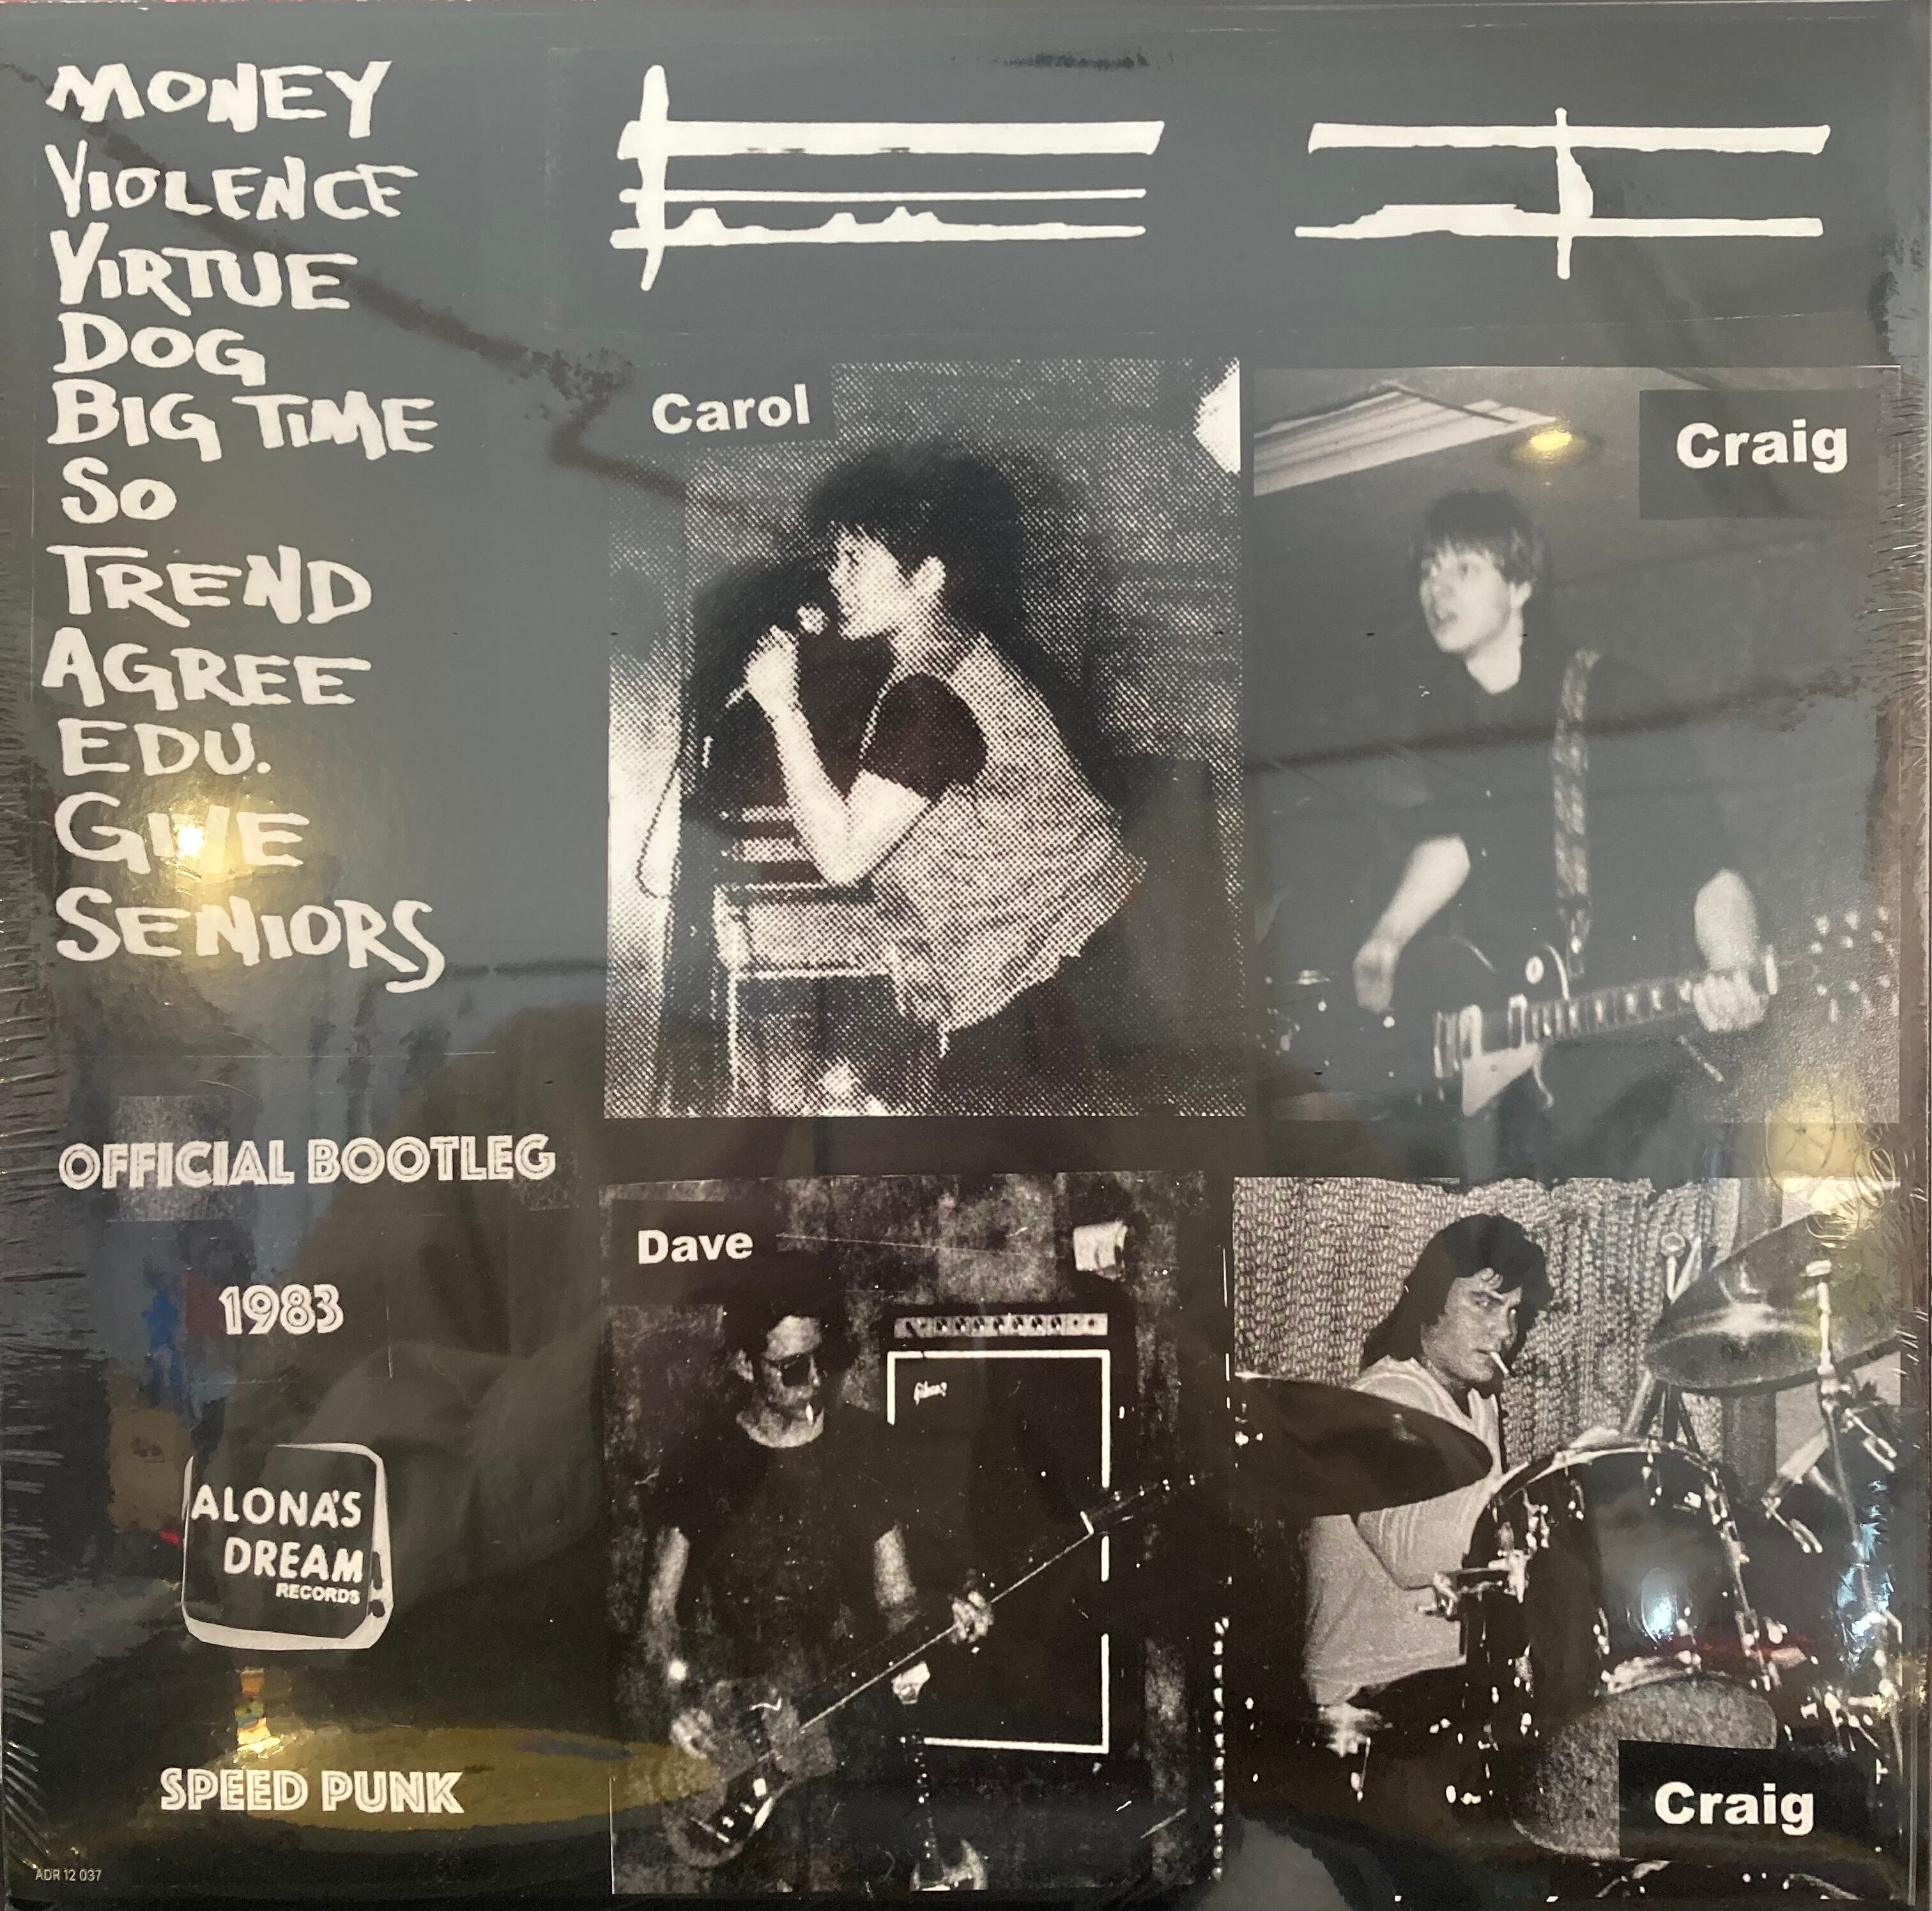 MONEY
VIOLENCE
VIRTUE
DOG
BIG TIME
SO
TREND
AGREE
EDU.
GIVE
SENIORS
OFFICIAL BOOTLEG
1983
ALONA'S
DREAM
RECORDS
SPEED PUNK
ADR 12 037
Carol
Craig
Dave
Gibson
Craig